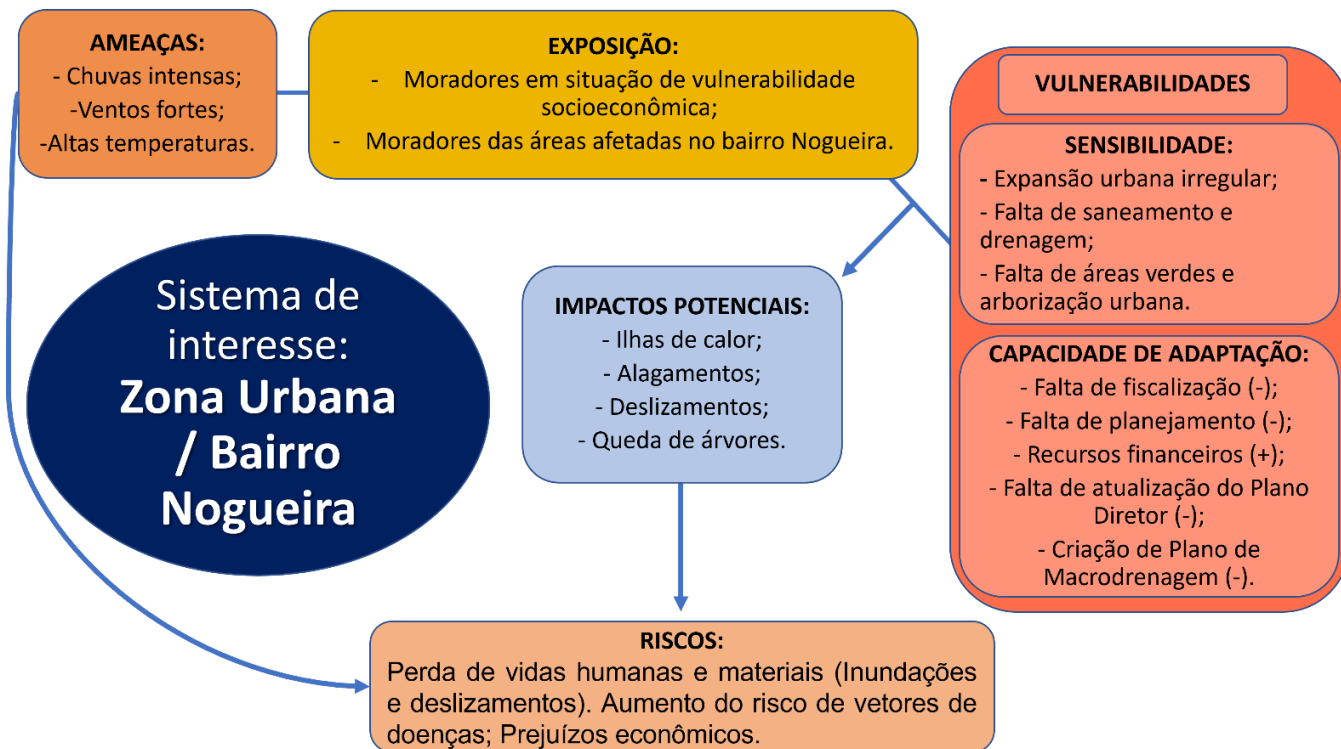 AMEAÇAS:
- Chuvas intensas;
-Ventos fortes;
-Altas temperaturas.
EXPOSIÇÃO:
- Moradores em situação de vulnerabilidade
socioeconômica;
- Moradores das áreas afetadas no bairro Nogueira.
VULNERABILIDADES
SENSIBILIDADE:
- Expansão urbana irregular;
- Falta de saneamento e
drenagem;
- Falta de áreas verdes e
arborização urbana.
CAPACIDADE DE ADAPTAÇÃO:
- Falta de fiscalização (-);
- Falta de planejamento (-);
- Recursos financeiros (+);
- Falta de atualização do Plano
Diretor (-);
- Criação de Plano de
Macrodrenagem (-).
Sistema de
interesse:
Zona Urbana
/ Bairro
Nogueira
IMPACTOS POTENCIAIS:
- Ilhas de calor;
- Alagamentos;
- Deslizamentos;
- Queda de árvores.
RISCOS:
Perda de vidas humanas e materiais (Inundações
e deslizamentos). Aumento do risco de vetores de
doenças; Prejuízos econômicos.